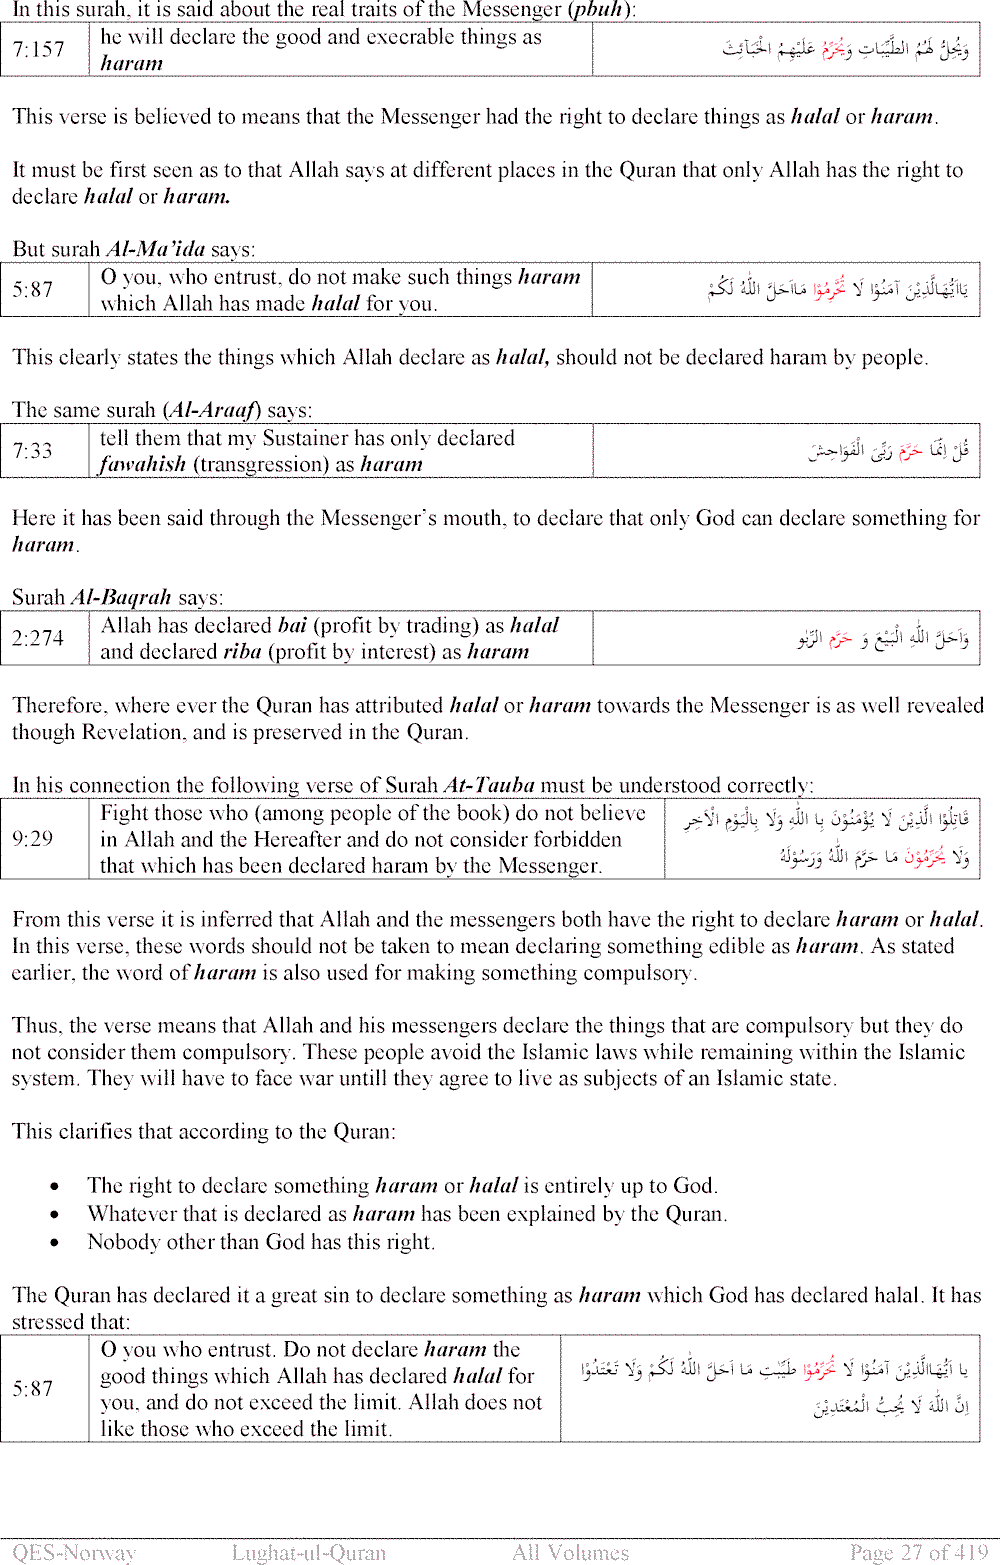 In this surah, it is said about the real traits of the Messenger (pbuh):
7:157
he will declare the good and execrable things as
haram
وَيُحِلُّ لَهُمُ الطَّيِّبَاتِ وَيُحَرِّمُ عَلَيْهِمُ الْخَبَآئِثَ
This verse is believed to means that the Messenger had the right to declare things as halal or haram.
It must be first seen as to that Allah says at different places in the Quran that only Allah has the right to
declare halal or haram.
But surah Al-Ma'ida says:
5:87
O you, who entrust, do not make such things haram
which Allah has made halal for you.
يَااَيُّهَالَّذِيْنَ آمَنُوْا لَا تُحَرِّمُوْا مَااَحَلَّ اللّٰهُ لَكُمْ
This clearly states the things which Allah declare as halal, should not be declared haram by people.
The same surah (Al-Araaf) says:
7:33
tell them that my Sustainer has only declared
fawahish (transgression) as haram
قُلْ اِنَّمَا حَرَّمَ رَبِّىَ الْفَوَاحِشَ
Here it has been said through the Messenger's mouth, to declare that only God can declare something for
haram.
Surah Al-Baqrah says:
2:274
Allah has declared bai (profit by trading) as halal
and declared riba (profit by interest) as haram
وَاَحَلَّ اللّٰهِ الْبَيْعَ وَ حَرَّم الرِّبٰو
Therefore, where ever the Quran has attributed halal or haram towards the Messenger is as well revealed
though Revelation, and is preserved in the Quran.
In his connection the following verse of Surah At-Tauba must be understood correctly:
9:29
Fight those who (among people of the book) do not believe
in Allah and the Hereafter and do not consider forbidden
that which has been declared haram by the Messenger.
قَاتِلُوْا الَّذِيْنَ لَا يُؤْمَنُوْنَ بِا اللّٰهِ وَلَا بِالْيَوْمِ الْاَخِرِ
وَلَا يُحَرِّمُوْنَ مَا حَرَّمَ اللّٰهُ وَرَسُوْلَهُ
From this verse it is inferred that Allah and the messengers both have the right to declare haram or halal.
In this verse, these words should not be taken to mean declaring something edible as haram. As stated
earlier, the word of haram is also used for making something compulsory.
Thus, the verse means that Allah and his messengers declare the things that are compulsory but they do
not consider them compulsory. These people avoid the Islamic laws while remaining within the Islamic
system. They will have to face war untill they agree to live as subjects of an Islamic state.
This clarifies that according to the Quran:
• The right to declare something haram or halal is entirely up to God.
• Whatever that is declared as haram has been explained by the Quran.
• Nobody other than God has this right.
The Quran has declared it a great sin to declare something as haram which God has declared halal. It has
stressed that:
5:87
O you who entrust. Do not declare haram the
good things which Allah has declared halal for
you, and do not exceed the limit. Allah does not
like those who exceed the limit.
يا اَيُّهَاالَّذِيْنَ آمَنُوْا لَا تُحَرِّمُوْا طَيِّبٰتِ مَا اَحَلَّ اللّٰهُ لَكُمْ وَلَا تَعْتَدُوْا
اِنَّ اللّٰهَ لَا يُحِبُّ الْمُعْتَدِيْنَ
QES-Norway Lughat-ul-Quran All Volumes Page 27 of 419